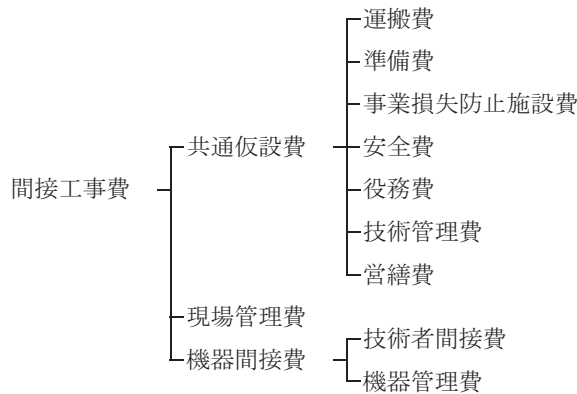 間接工事費
共通仮設費
運搬費
準備費
事業損失防止施設費
安全費
役務費
技術管理費
営繕費
現場管理費
機器間接費
技術者間接費
機器管理費